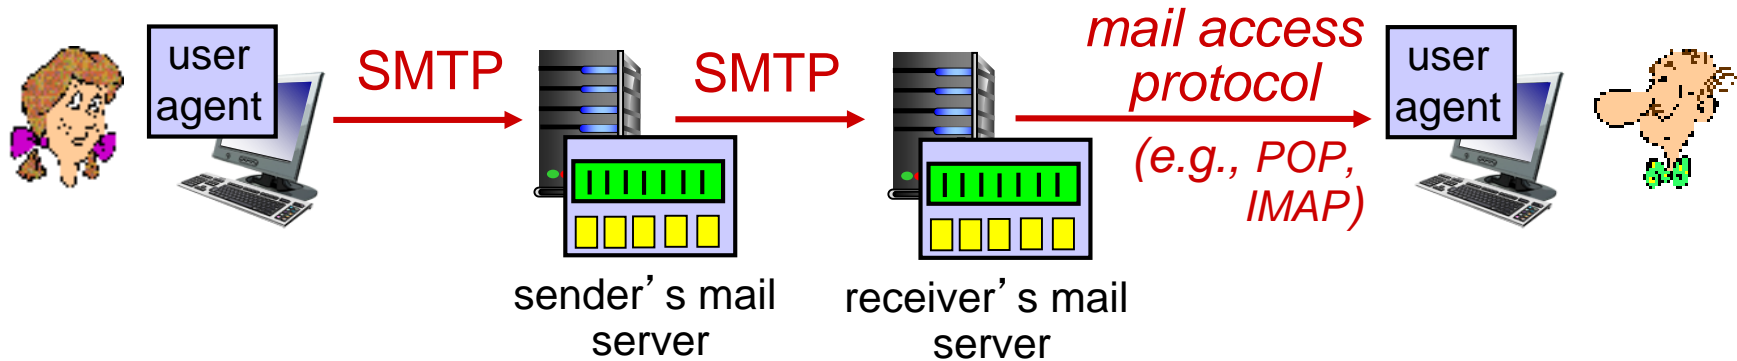 user
agent
SMTP
SMTP
mail access
protocol
(e.g., POP,
IMAP)
user
agent
sender’s mail
server
receiver’s mail
server